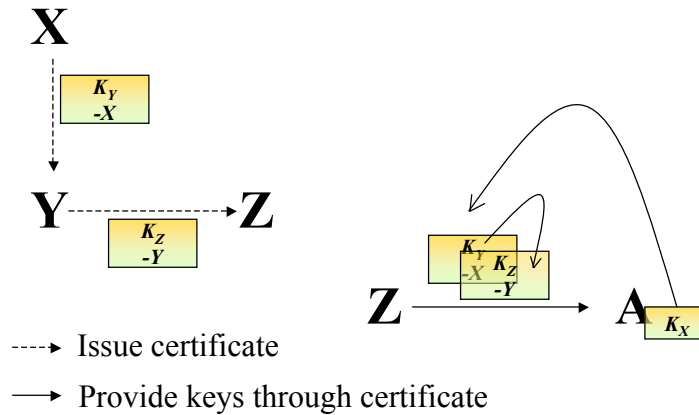 X
K_Y
-X
Y Z
K_Z
-Y
K_Y
-X
K_Z
-Y
Z A
K_X
Issue certificate
Provide keys through certificate